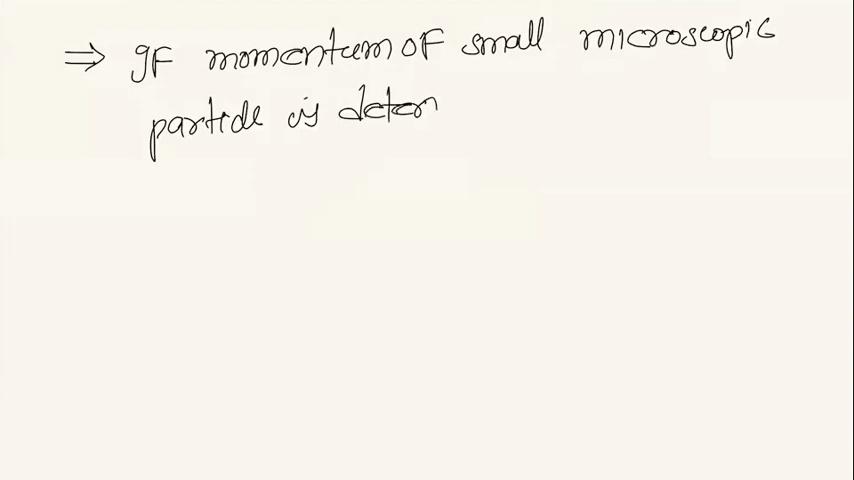 ⇒ If momentum of small microscopic
particle is deter